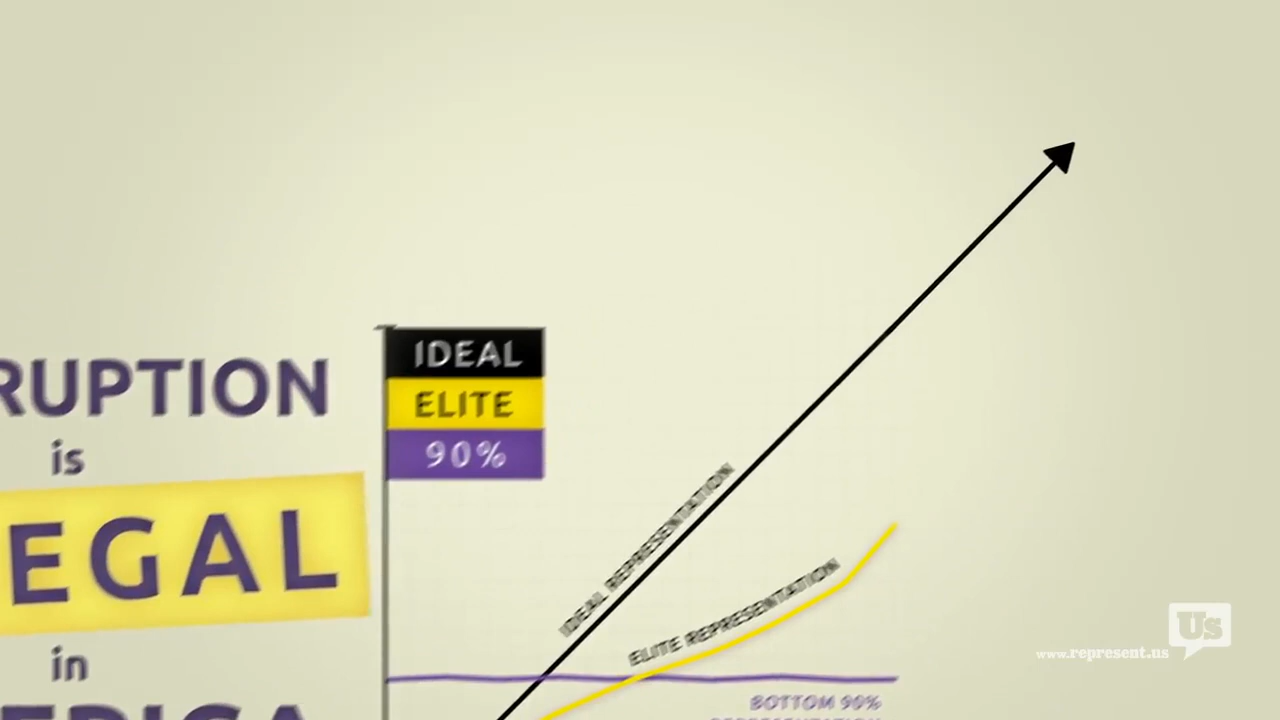 RUPTION
is
EGAL
in
IDEAL
ELITE
90%
IDEAL REPRESENTATION
ELITE REPRESENTATION
BOTTOM 90%
Us
www.represent.us